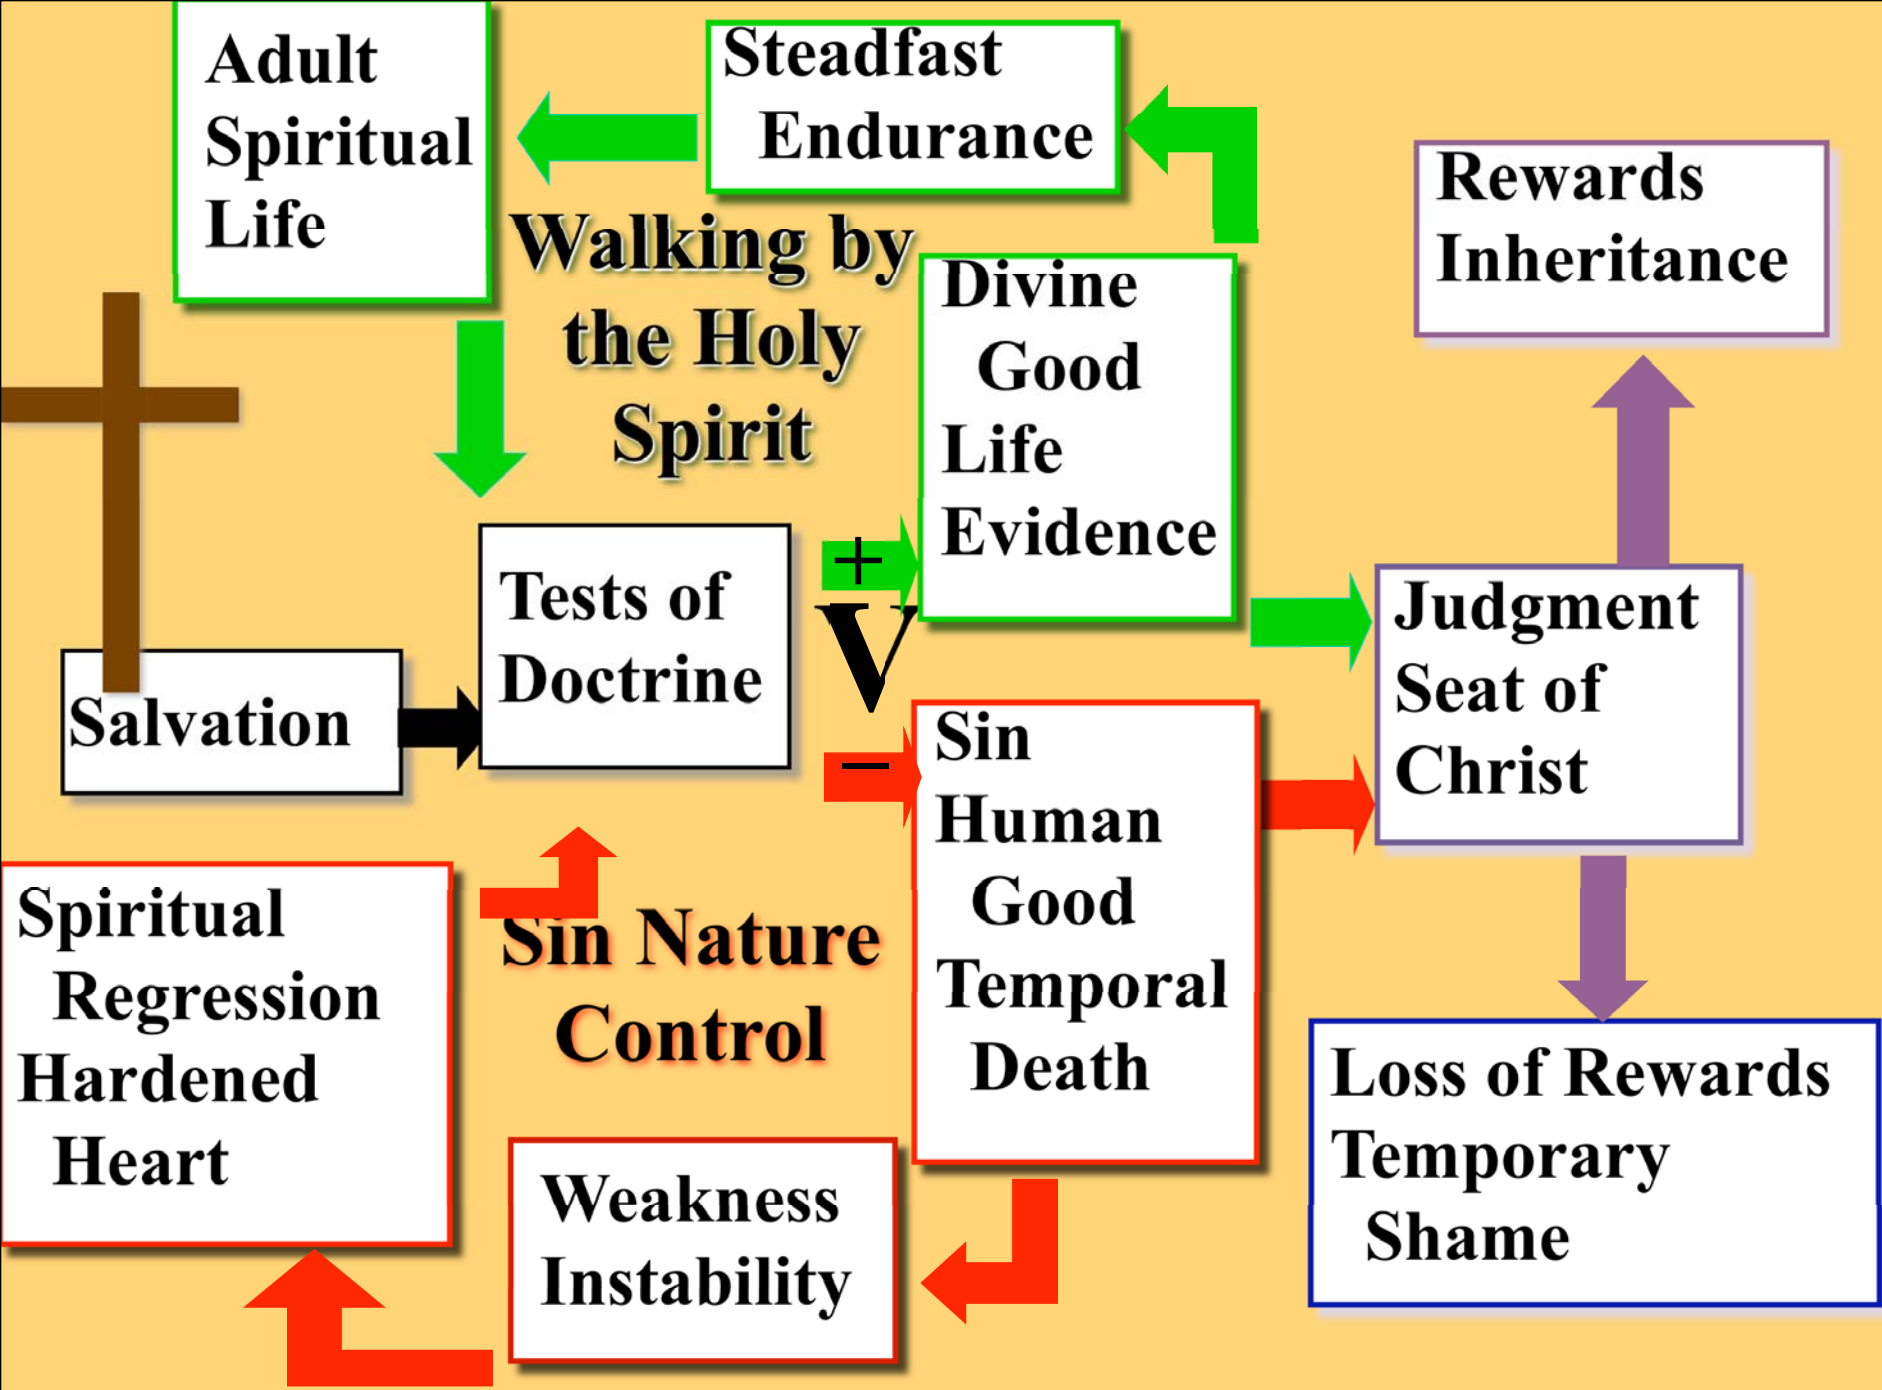 Adult
Spiritual
Life
Steadfast
Endurance
Walking by
the Holy
Spirit
Divine
Good
Life
Evidence
Rewards
Inheritance
Salvation
Tests of
Doctrine
+
V
–
Judgment
Seat of
Christ
Sin
Human
Good
Temporal
Death
Sin Nature
Control
Spiritual
Regression
Hardened
Heart
Weakness
Instability
Loss of Rewards
Temporary
Shame